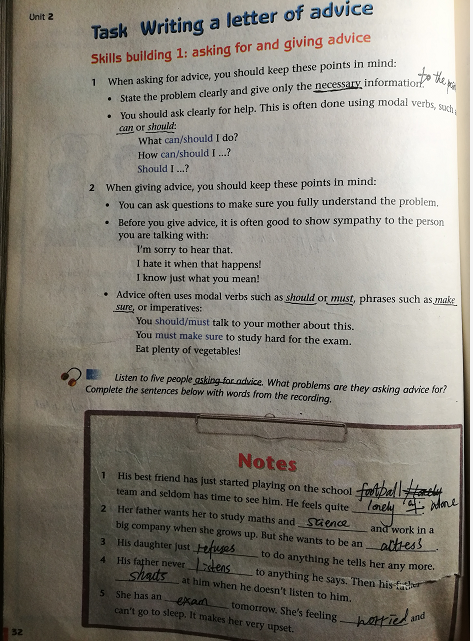 Unit 2
Task Writing a letter of advice
Skills building 1: asking for and giving advice
1 When asking for advice, you should keep these points in mind:
to the
• State the problem clearly and give only the necessary information.
• You should ask clearly for help. This is often done using modal verbs, such
can or should:
What can/should I do?
How can/should I ...?
Should I ...?
2 When giving advice, you should keep these points in mind:
• You can ask questions to make sure you fully understand the problem.
• Before you give advice, it is often good to show sympathy to the person
you are talking with:
I'm sorry to hear that.
I hate it when that happens!
I know just what you mean!
• Advice often uses modal verbs such as should or must, phrases such as make
sure, or imperatives:
You should/must talk to your mother about this.
You must make sure to study hard for the exam.
Eat plenty of vegetables!
Listen to five people asking for advice. What problems are they asking advice for?
Complete the sentences below with words from the recording.
Notes
1 His best friend has just started playing on the school football lonely
team and seldom has time to see him. He feels quite lonely 4 alone
2 Her father wants her to study maths and science and work in a
big company when she grows up. But she wants to be an attress.
3 His daughter just refuses to do anything he tells her any more.
4 His father never listens to anything he says. Then his father
shouts at him when he doesn't listen to him.
5 She has an exam tomorrow. She's feeling worried and
can't go to sleep. It makes her very upset.
32